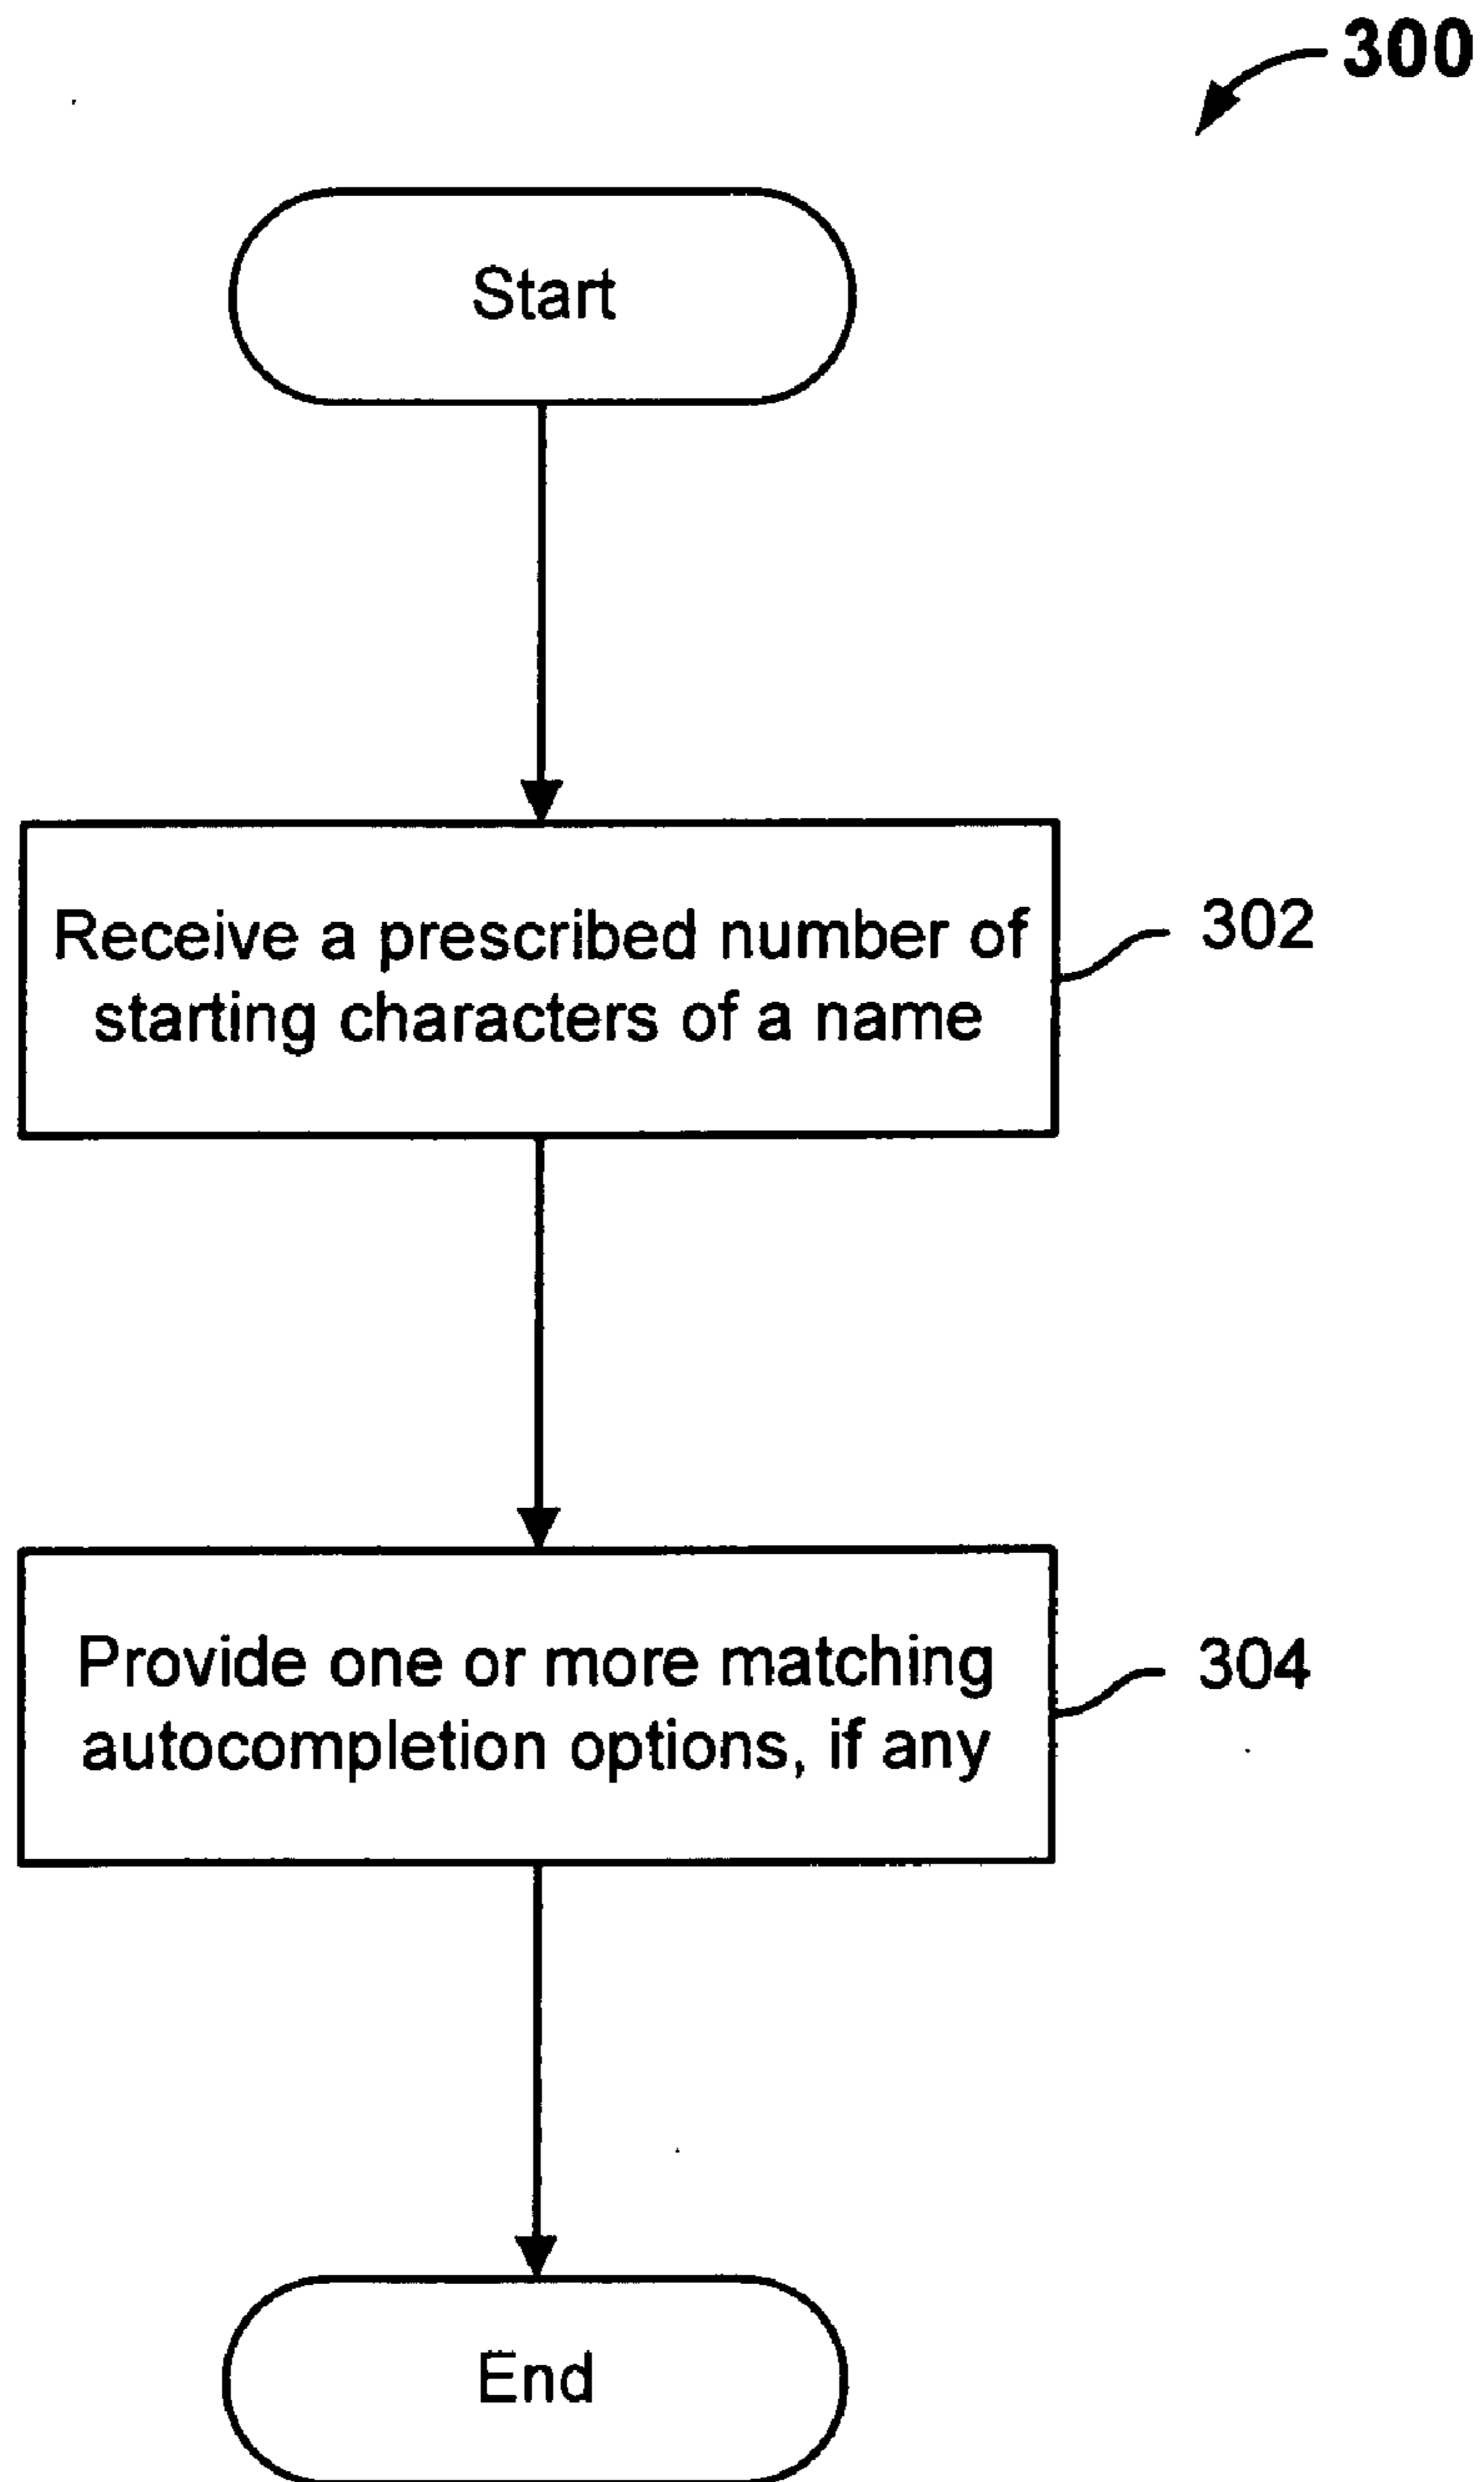 300
Start
Receive a prescribed number of
starting characters of a name
302
Provide one or more matching
autocompletion options, if any
304
End